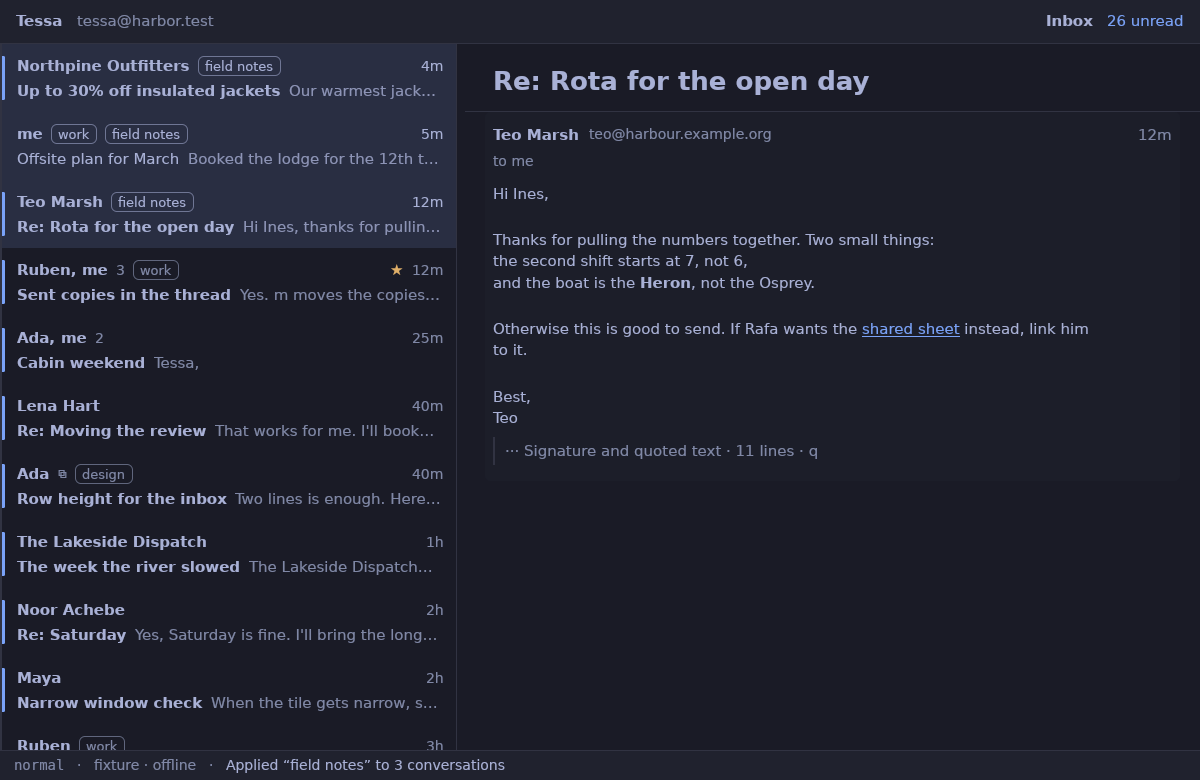 Tessa tessa@harbor.test
Inbox 26 unread
Northpine Outfitters field notes 4m
Up to 30% off insulated jackets Our warmest jack…
me work field notes 5m
Offsite plan for March Booked the lodge for the 12th t…
Teo Marsh field notes 12m
Re: Rota for the open day Hi Ines, thanks for pullin…
Ruben, me 3 work ★ 12m
Sent copies in the thread Yes. m moves the copies…
Ada, me 2 25m
Cabin weekend Tessa,
Lena Hart 40m
Re: Moving the review That works for me. I'll book…
Ada design 40m
Row height for the inbox Two lines is enough. Here…
The Lakeside Dispatch 1h
The week the river slowed The Lakeside Dispatch…
Noor Achebe 2h
Re: Saturday Yes, Saturday is fine. I'll bring the long…
Maya 2h
Narrow window check When the tile gets narrow, s…
Ruben work 3h
Re: Rota for the open day
Teo Marsh teo@harbour.example.org 12m
to me
Hi Ines,
Thanks for pulling the numbers together. Two small things:
the second shift starts at 7, not 6,
and the boat is the Heron, not the Osprey.
Otherwise this is good to send. If Rafa wants the shared sheet instead, link him
to it.
Best,
Teo
··· Signature and quoted text · 11 lines · q
normal · fixture · offline · Applied “field notes” to 3 conversations